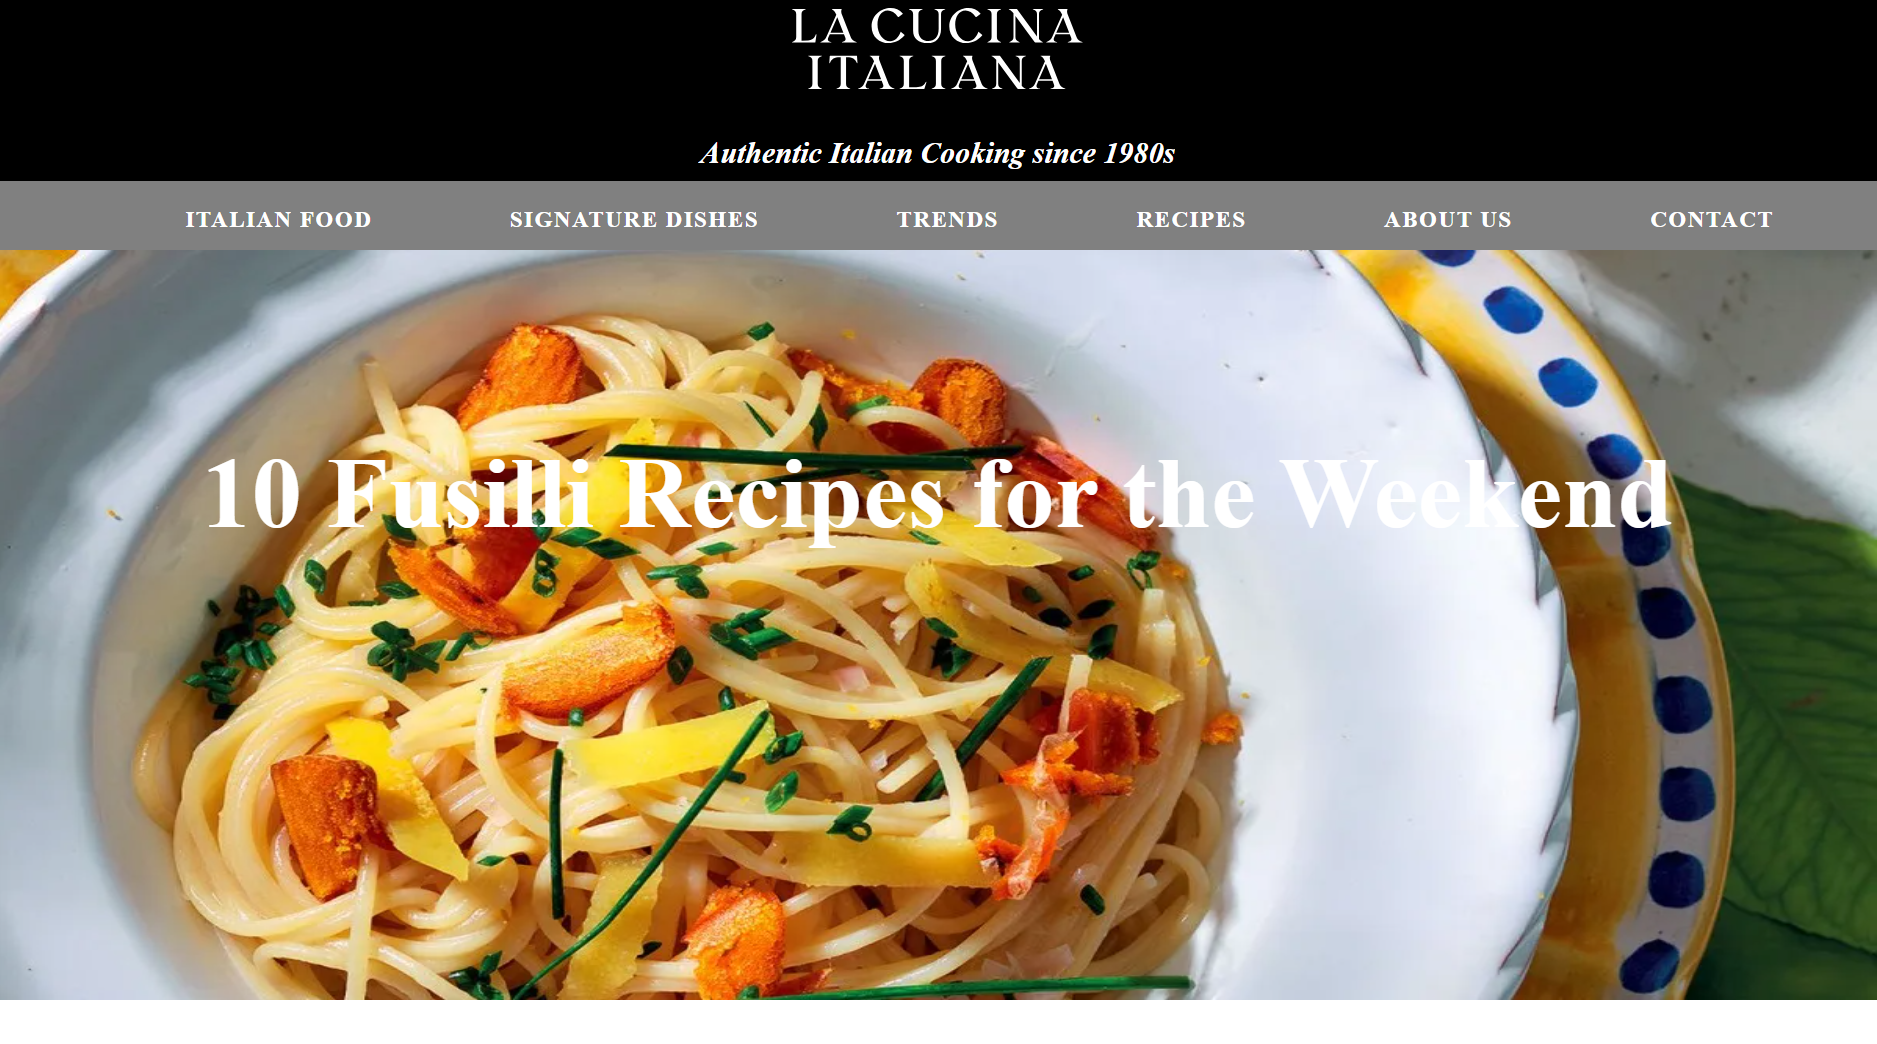 LA CUCINA
ITALIANA
Authentic Italian Cooking since 1980s
ITALIAN FOOD SIGNATURE DISHES TRENDS RECIPES ABOUT US CONTACT
10 Fusilli Recipes for the Weekend